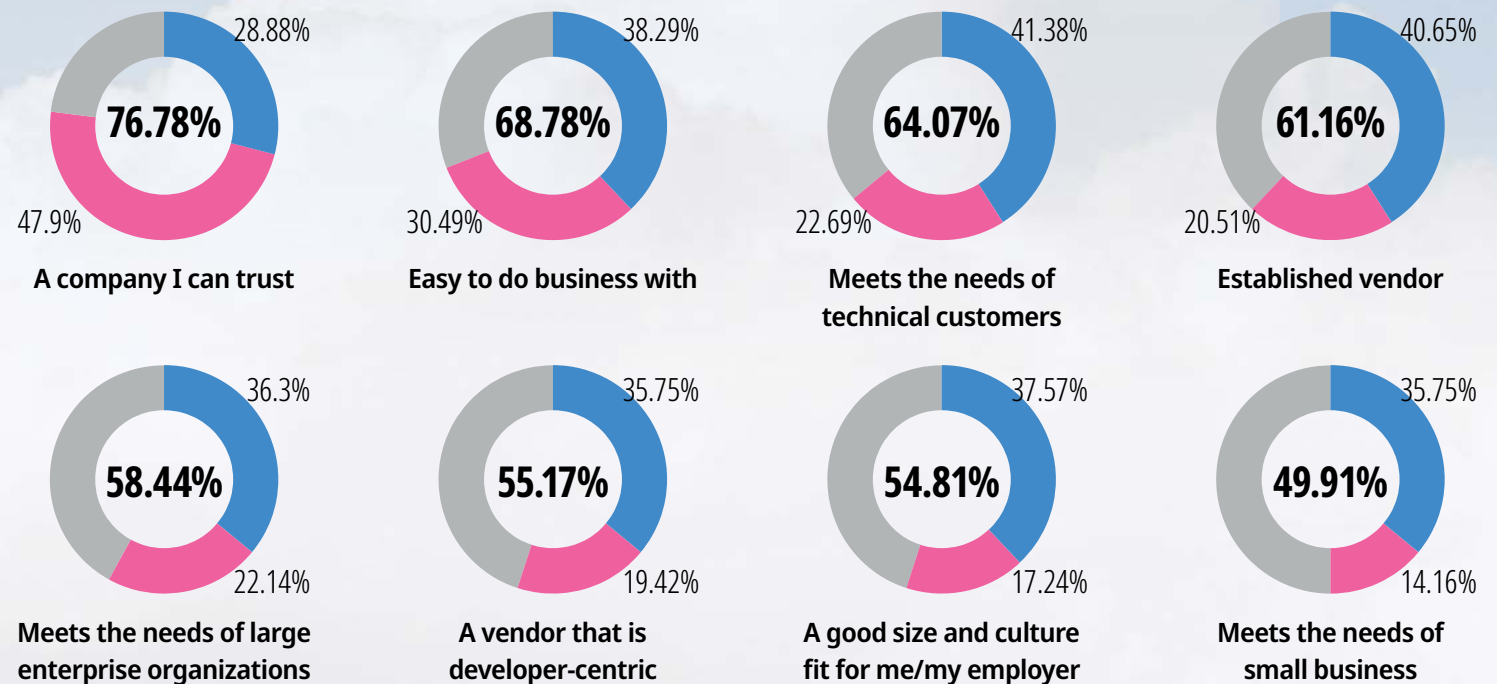 28.88%
76.78%
47.9%
A company I can trust
38.29%
68.78%
30.49%
Easy to do business with
41.38%
64.07%
22.69%
Meets the needs of
technical customers
40.65%
61.16%
20.51%
Established vendor
36.3%
58.44%
22.14%
Meets the needs of large
enterprise organizations
35.75%
55.17%
19.42%
A vendor that is
developer-centric
37.57%
54.81%
17.24%
A good size and culture
fit for me/my employer
35.75%
49.91%
14.16%
Meets the needs of
small business